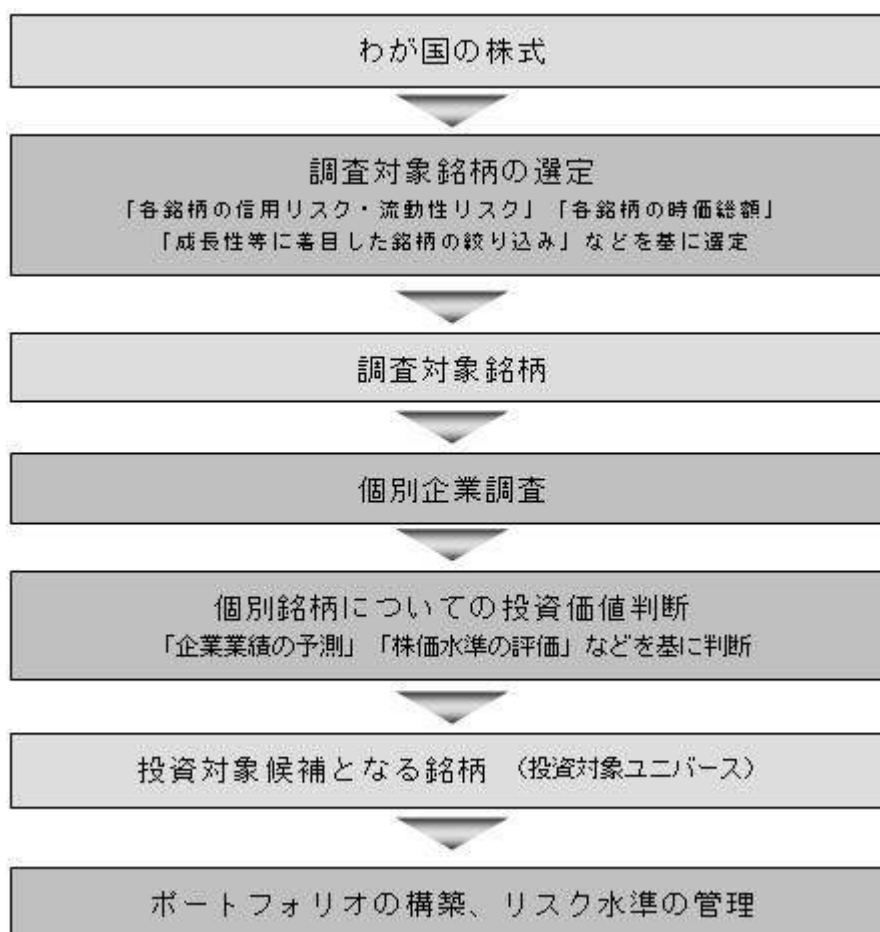 わが国の株式
調査対象銘柄の選定
「各銘柄の信用リスク・流動性リスク」「各銘柄の時価総額」
「成長性等に着目した銘柄の絞り込み」などを基に選定
調査対象銘柄
個別企業調査
個別銘柄についての投資価値判断
「企業業績の予測」「株価水準の評価」などを基に判断
投資対象候補となる銘柄 （投資対象ユニバース）
ポートフォリオの構築、リスク水準の管理